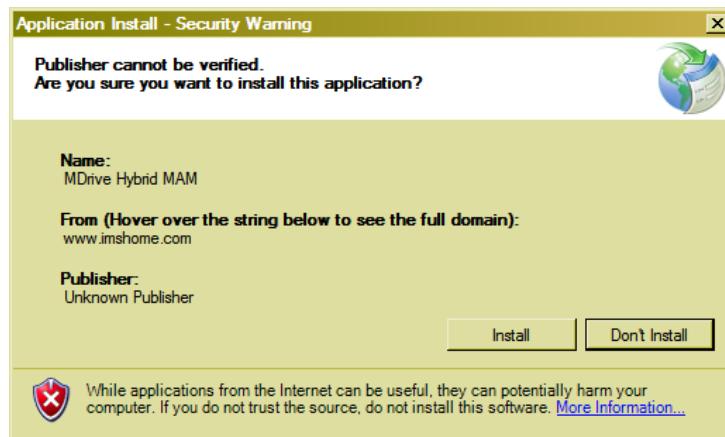 Application Install - Security Warning
Publisher cannot be verified.
Are you sure you want to install this application?
Name:
MDrive Hybrid MAM
From (Hover over the string below to see the full domain):
www.imshome.com
Publisher:
Unknown Publisher
Install
Don't Install
While applications from the Internet can be useful, they can potentially harm your
computer. If you do not trust the source, do not install this software. More Information...